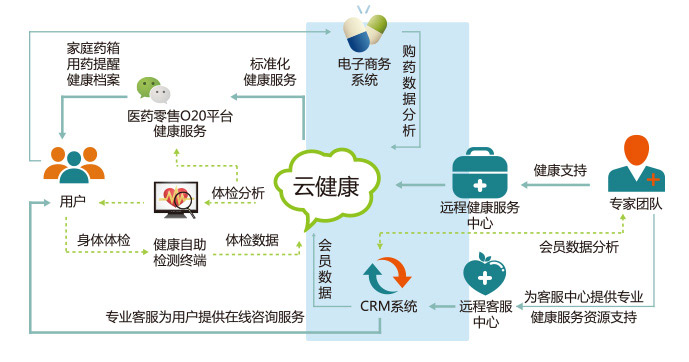 家庭药箱
用药提醒
健康档案
标准化
健康服务
电子商务
系统
购药数据分析
医药零售O20平台
健康服务
用户
体检分析
云健康
远程健康服务
中心
健康支持
专家团队
身体体检
健康自助
检测终端
体检数据
会员数据
会员数据分析
CRM系统
远程客服
中心
为客服中心提供专业
健康服务资源支持
专业客服为用户提供在线咨询服务